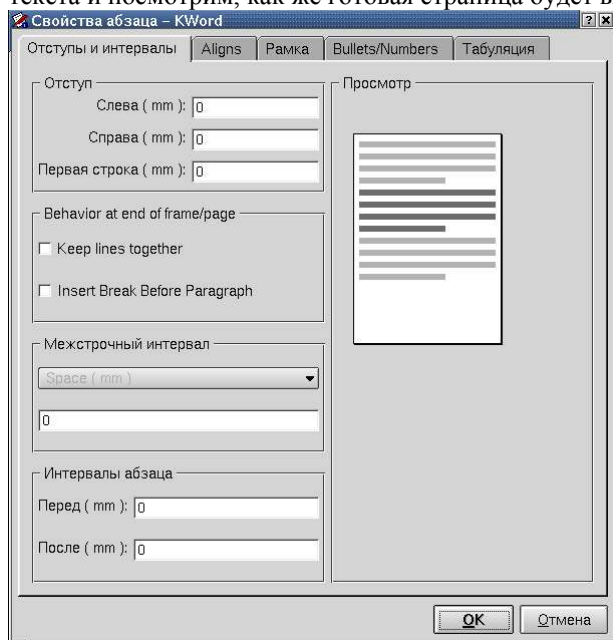 текста и посмотрим, как же готовая страница будет в
Свойства абзаца – KWord
Отступы и интервалы
Aligns
Рамка
Bullets/Numbers
Табуляция
Отступ
Слева ( mm ): 0
Справа ( mm ): 0
Первая строка ( mm ): 0
Behavior at end of frame/page
Keep lines together
Insert Break Before Paragraph
Межстрочный интервал
Space ( mm )
0
Интервалы абзаца
Перед ( mm ): 0
После ( mm ): 0
Просмотр
OK
Отмена